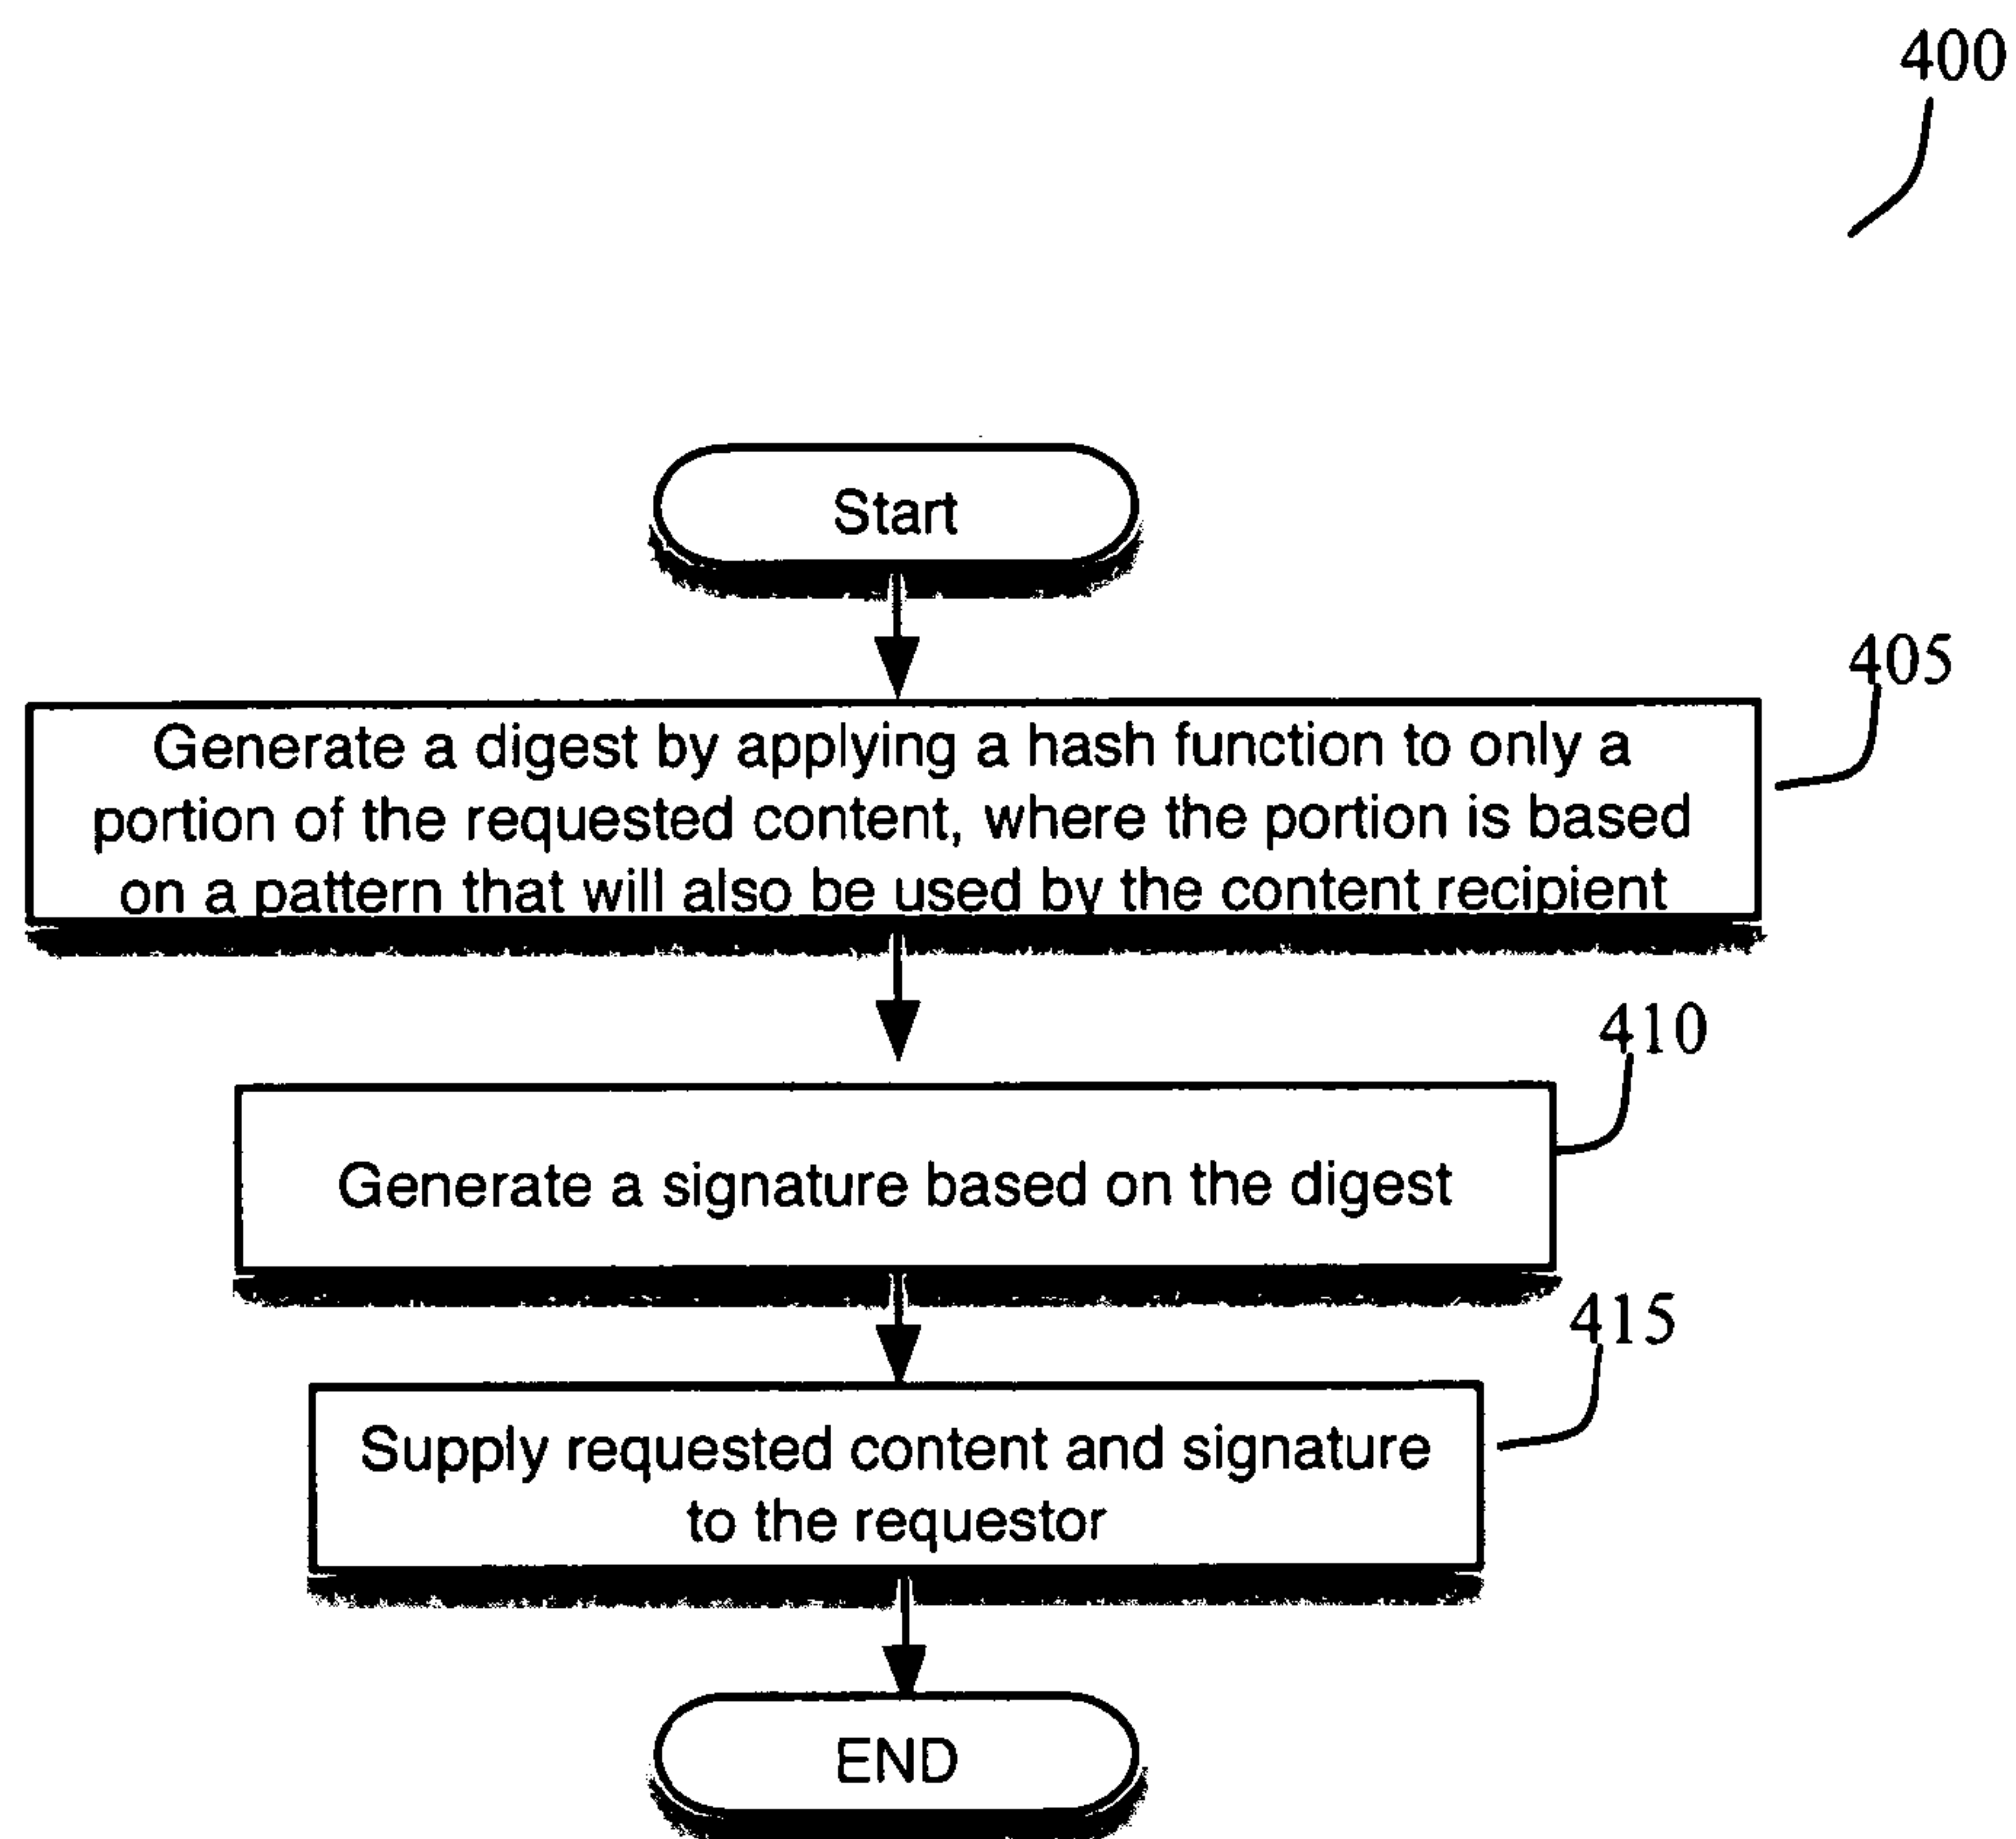 400
Start
405
Generate a digest by applying a hash function to only a
portion of the requested content, where the portion is based
on a pattern that will also be used by the content recipient
410
Generate a signature based on the digest
415
Supply requested content and signature
to the requestor
END